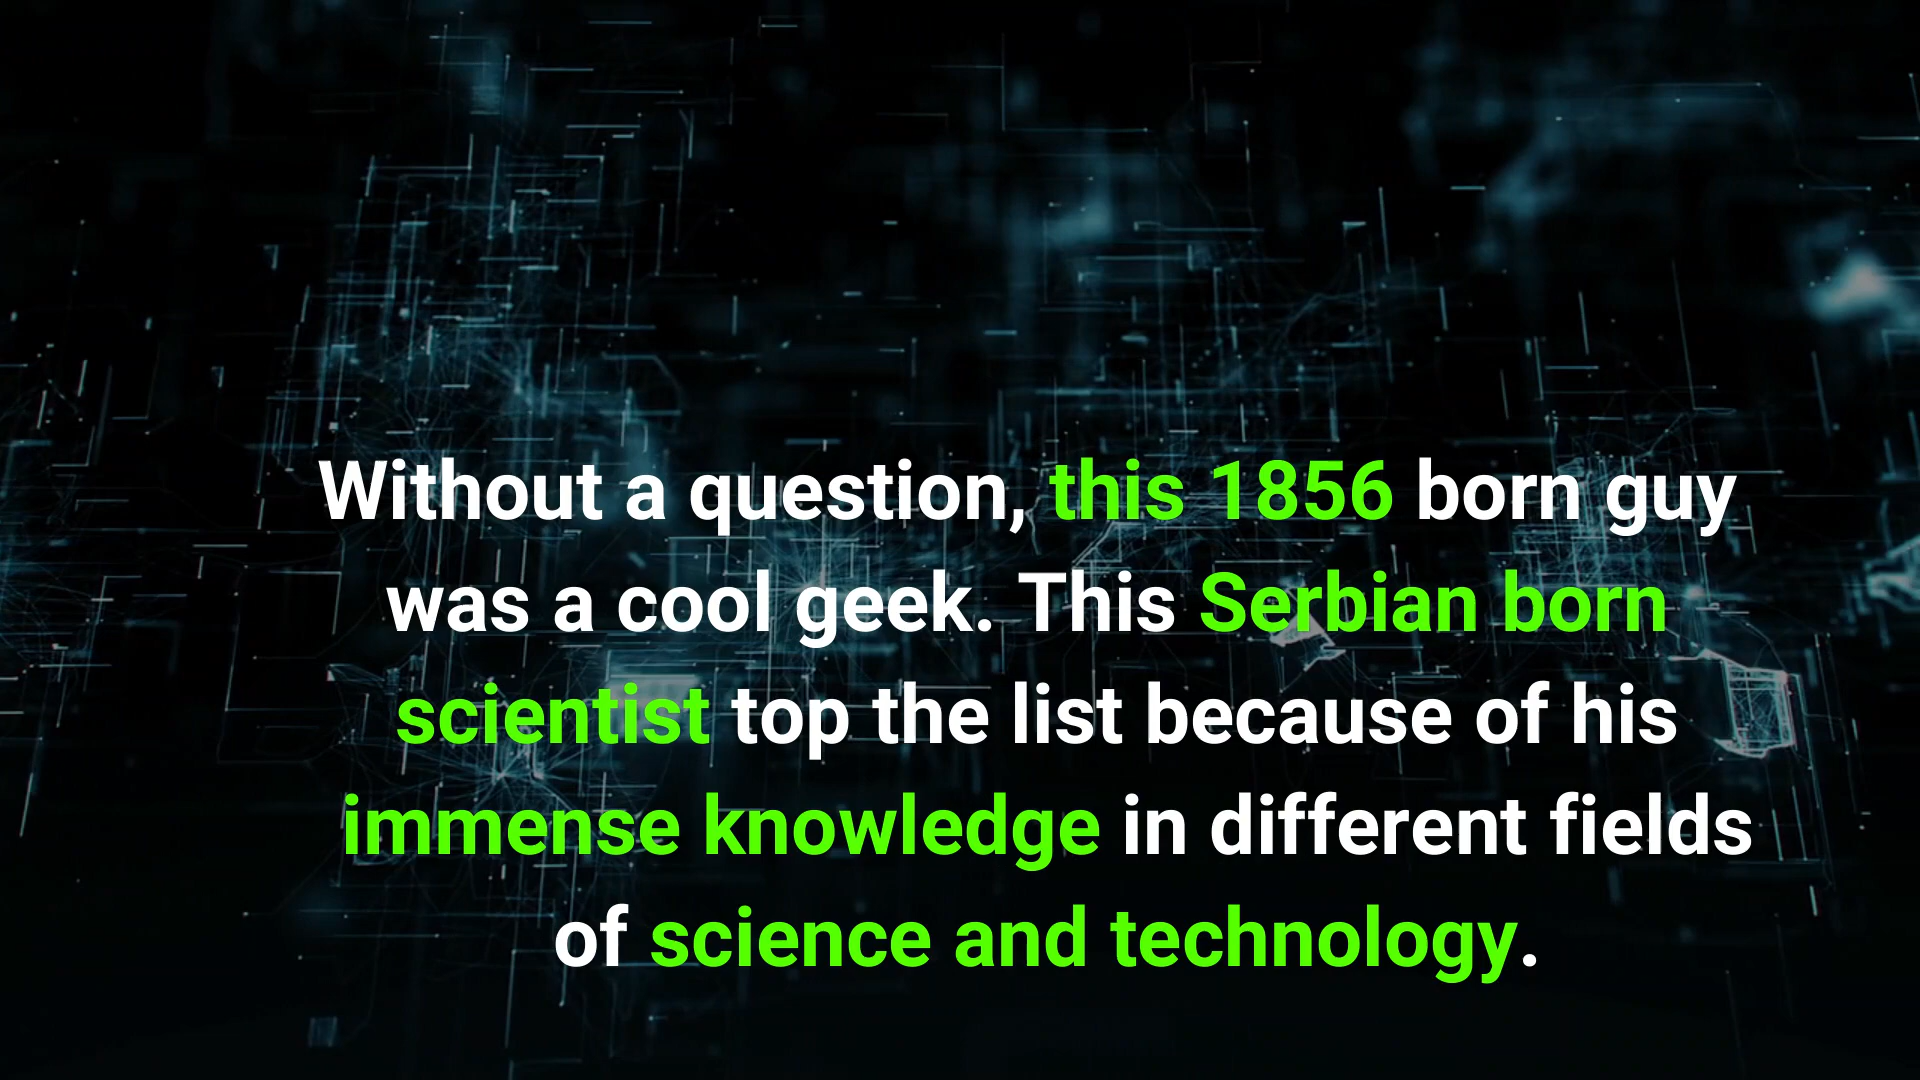 Without a question, this 1856 born guy
was a cool geek. This Serbian born
scientist top the list because of his
immense knowledge in different fields
of science and technology.